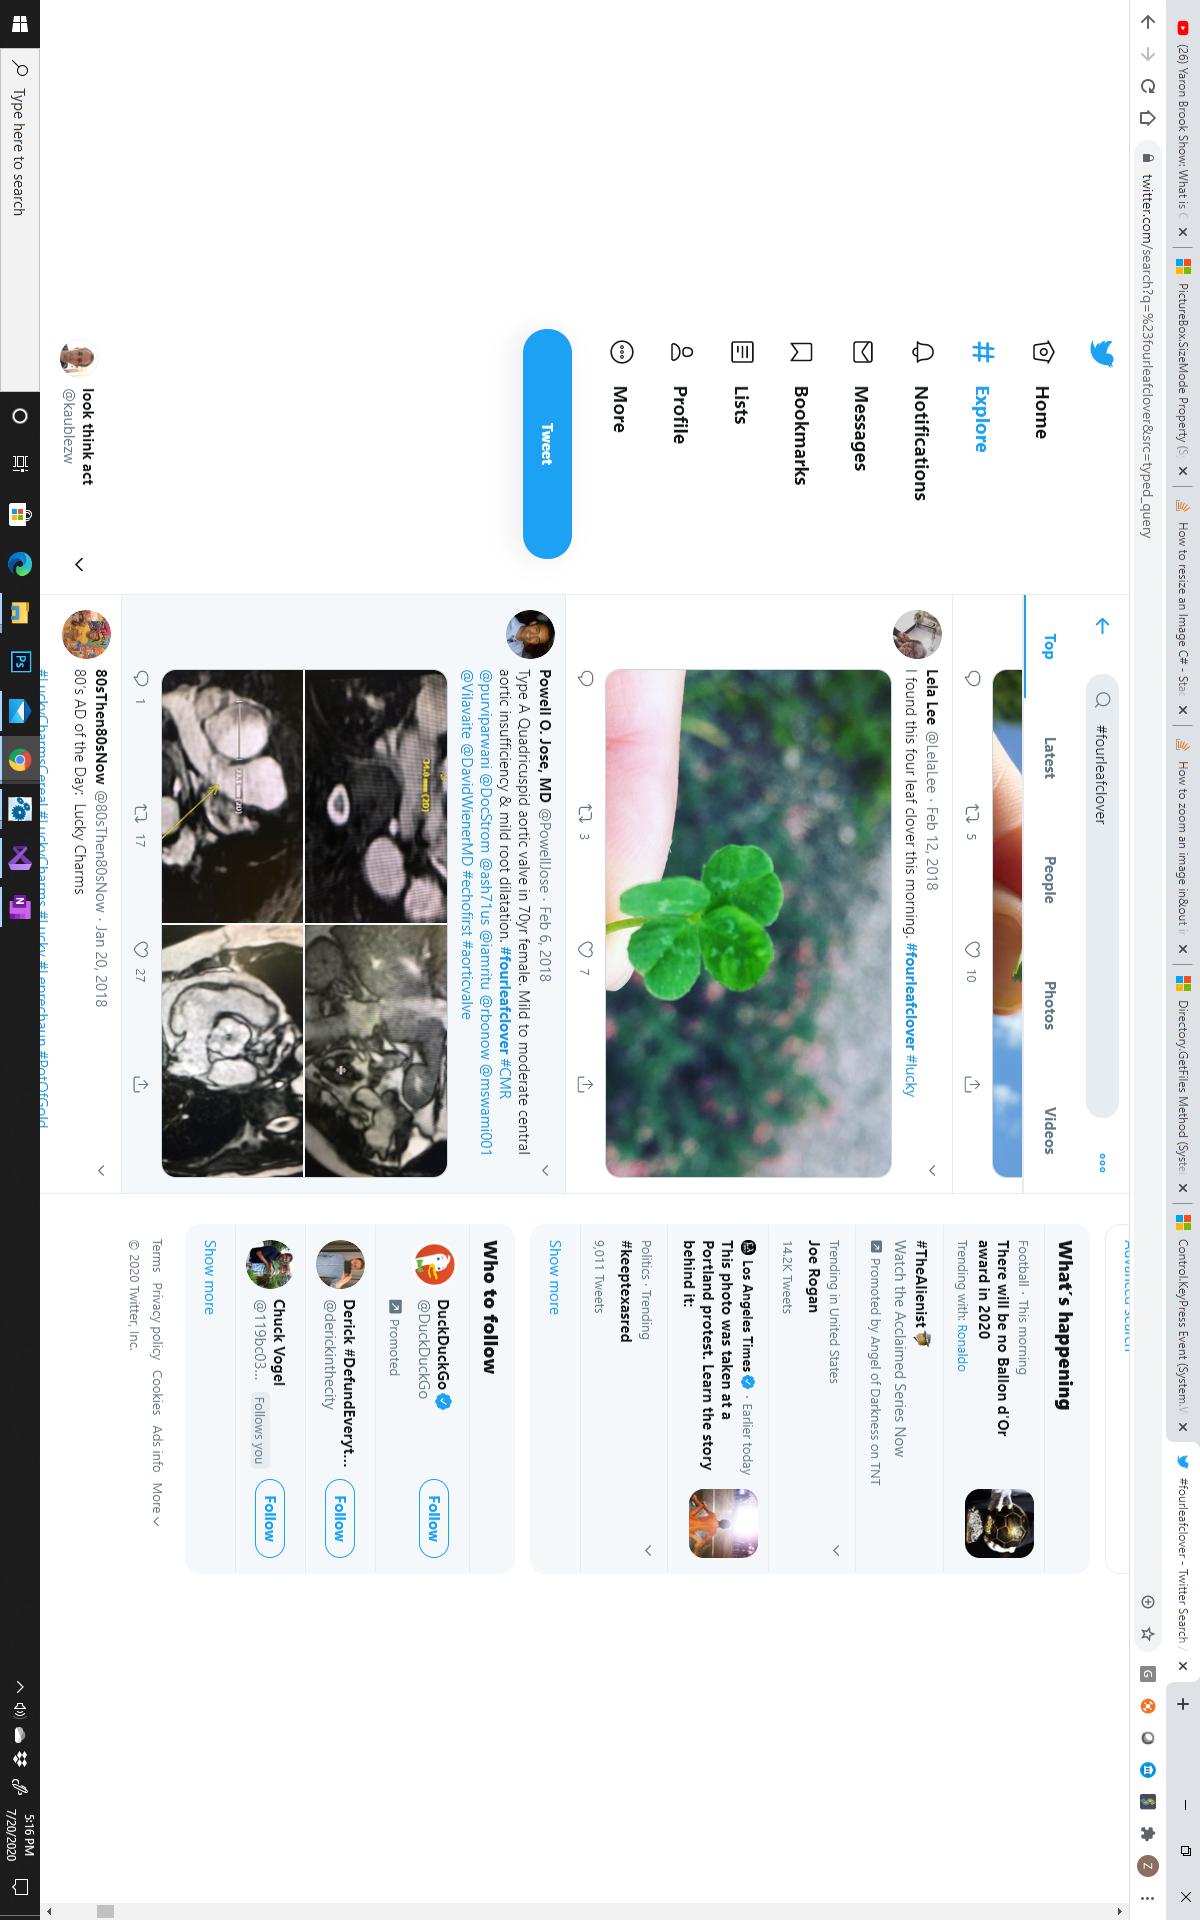 (26) Yaron Brook Show: What is
PictureBox.SizeMode Property (S
How to resize an Image C# - Stac
How to zoom an image in&out i
Directory.GetFiles Method (Syste
Control.KeyPress Event (System.V
#fourleafclover - Twitter Search /
twitter.com/search?q=%23fourleafclover&src=typed_query
Home
Explore
Notifications
Messages
Bookmarks
Lists
Profile
More
Tweet
look think act
@kaublezw
#fourleafclover
Top Latest People Photos Videos
5 10
Lela Lee @LelaLee · Feb 12, 2018
I found this four leaf clover this morning. #fourleafclover #lucky
3 7
Powell O. Jose, MD @PowellJose · Feb 6, 2018
Type A Quadricuspid aortic valve in 70yr female. Mild to moderate central
aortic insufficiency & mild root dilatation. #fourleafclover #CMR
@purviparwani @DocStrom @ash71us @iamritu @rbonow @mswami001
@Vilavaite @DavidWienerMD #echofirst #aorticvalve
34.0 mm (2D)
1 17 27
80sThen80sNow @80sThen80sNow · Jan 20, 2018
80's AD of the Day: Lucky Charms
#LuckyCharmsCereal #LuckyCharms #Lucky #leprechaun #PotOfGold
Advanced search
What's happening
Football · This morning
There will be no Ballon d'Or
award in 2020
Trending with: Ronaldo
#TheAlienist
Watch the Acclaimed Series Now
Promoted by Angel of Darkness on TNT
Trending in United States
Joe Rogan
14.2K Tweets
Los Angeles Times · Earlier today
This photo was taken at a
Portland protest. Learn the story
behind it:
Politics · Trending
#keeptexasred
9,011 Tweets
Show more
Who to follow
DuckDuckGo
@DuckDuckGo
Follow
Promoted
Derick #DefundEveryt...
@derickinthecity
Follow
Chuck Vogel
@119bc03... Follows you
Follow
Show more
Terms Privacy policy Cookies Ads info More
© 2020 Twitter, Inc.
Type here to search
5:16 PM
7/20/2020